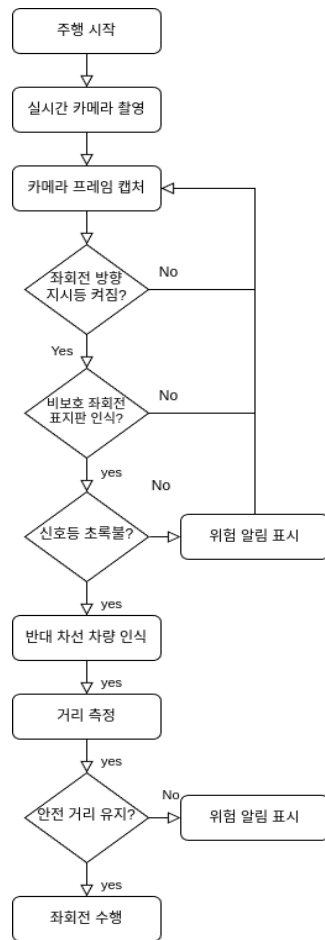 주행 시작
실시간 카메라 촬영
카메라 프레임 캡처
좌회전 방향
지시등 켜짐?
No
Yes
비보호 좌회전
표지판 인식?
No
yes
No
신호등 초록불?
위험 알림 표시
yes
반대 차선 차량 인식
yes
거리 측정
yes
안전 거리 유지?
No
위험 알림 표시
yes
좌회전 수행